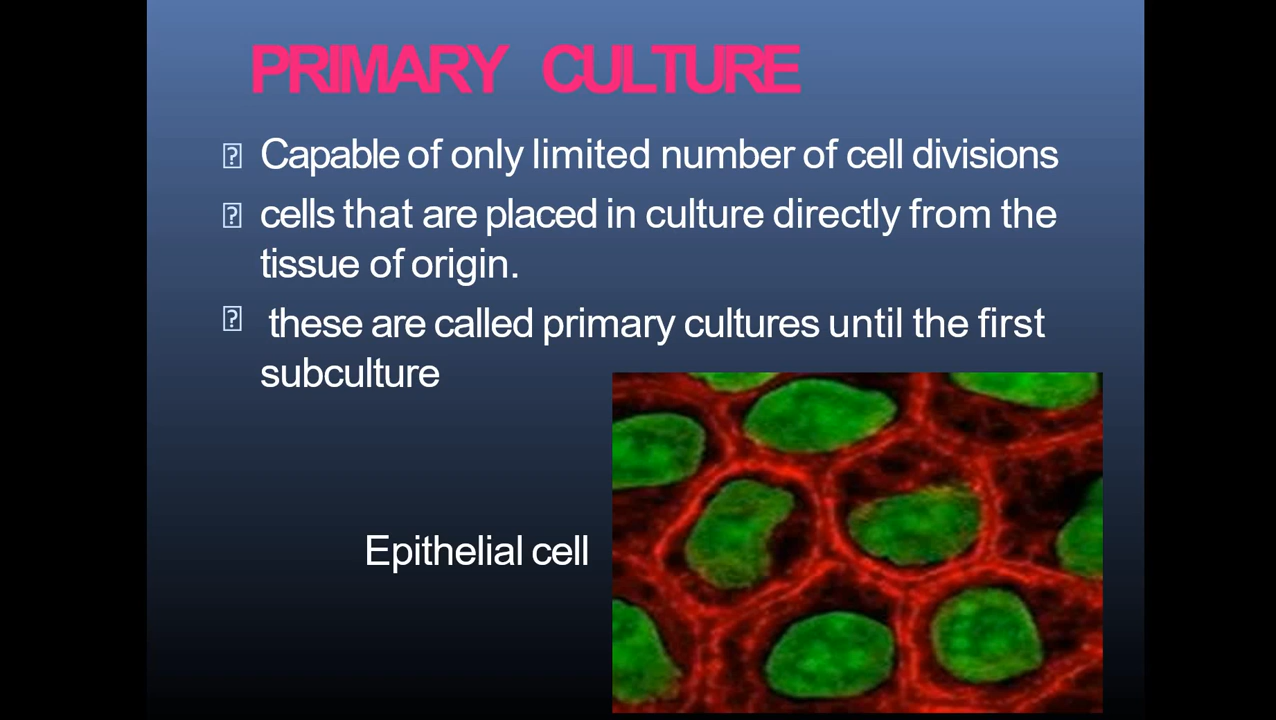 PRIMARY CULTURE
Capable of only limited number of cell divisions
cells that are placed in culture directly from the
tissue of origin.
these are called primary cultures until the first
subculture
Epithelial cell